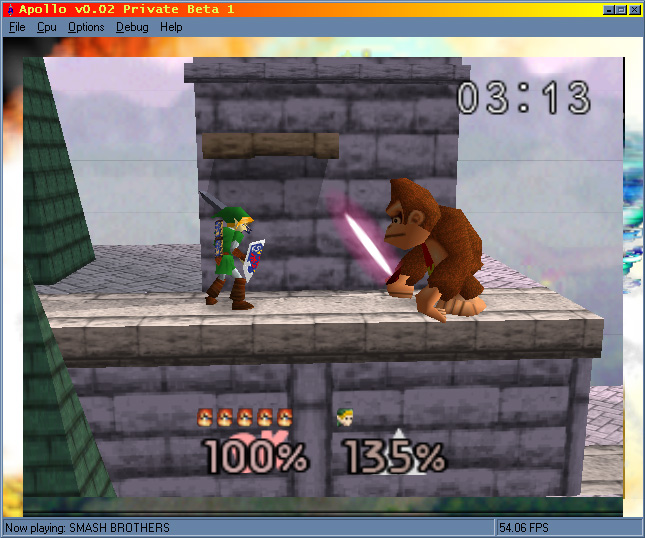 Apollo v0.02 Private Beta 1
File Cpu Options Debug Help
03:13
100% 135%
Now playing: SMASH BROTHERS 54.06 FPS